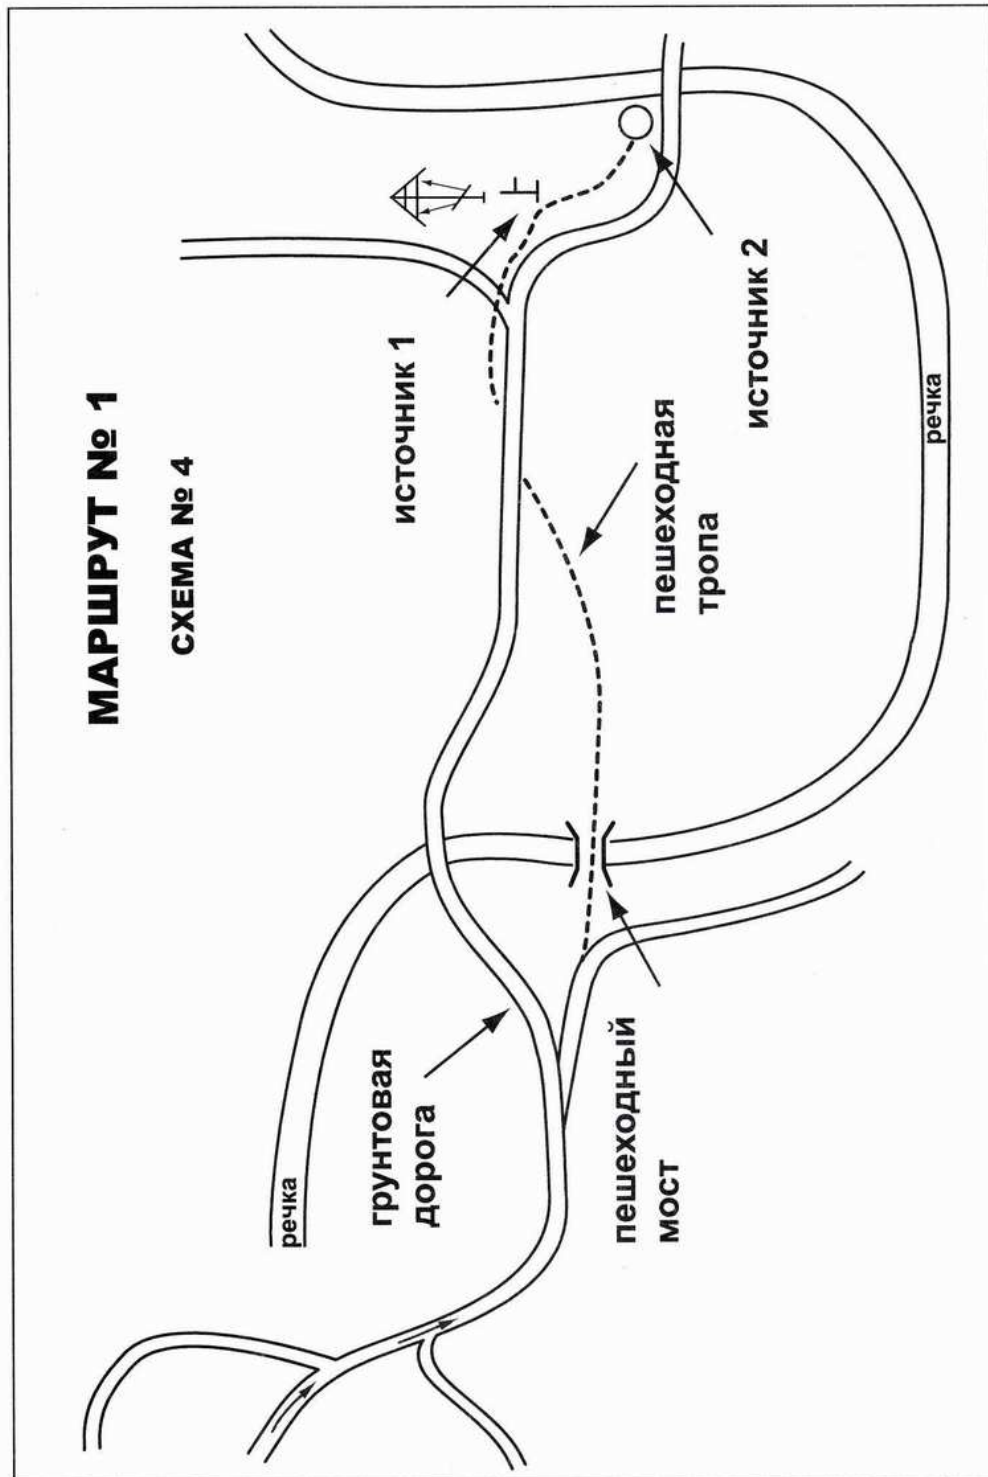 МАРШРУТ № 1
СХЕМА № 4
источник 1
источник 2
пешеходная
тропа
речка
речка
грунтовая
дорога
пешеходный
мост